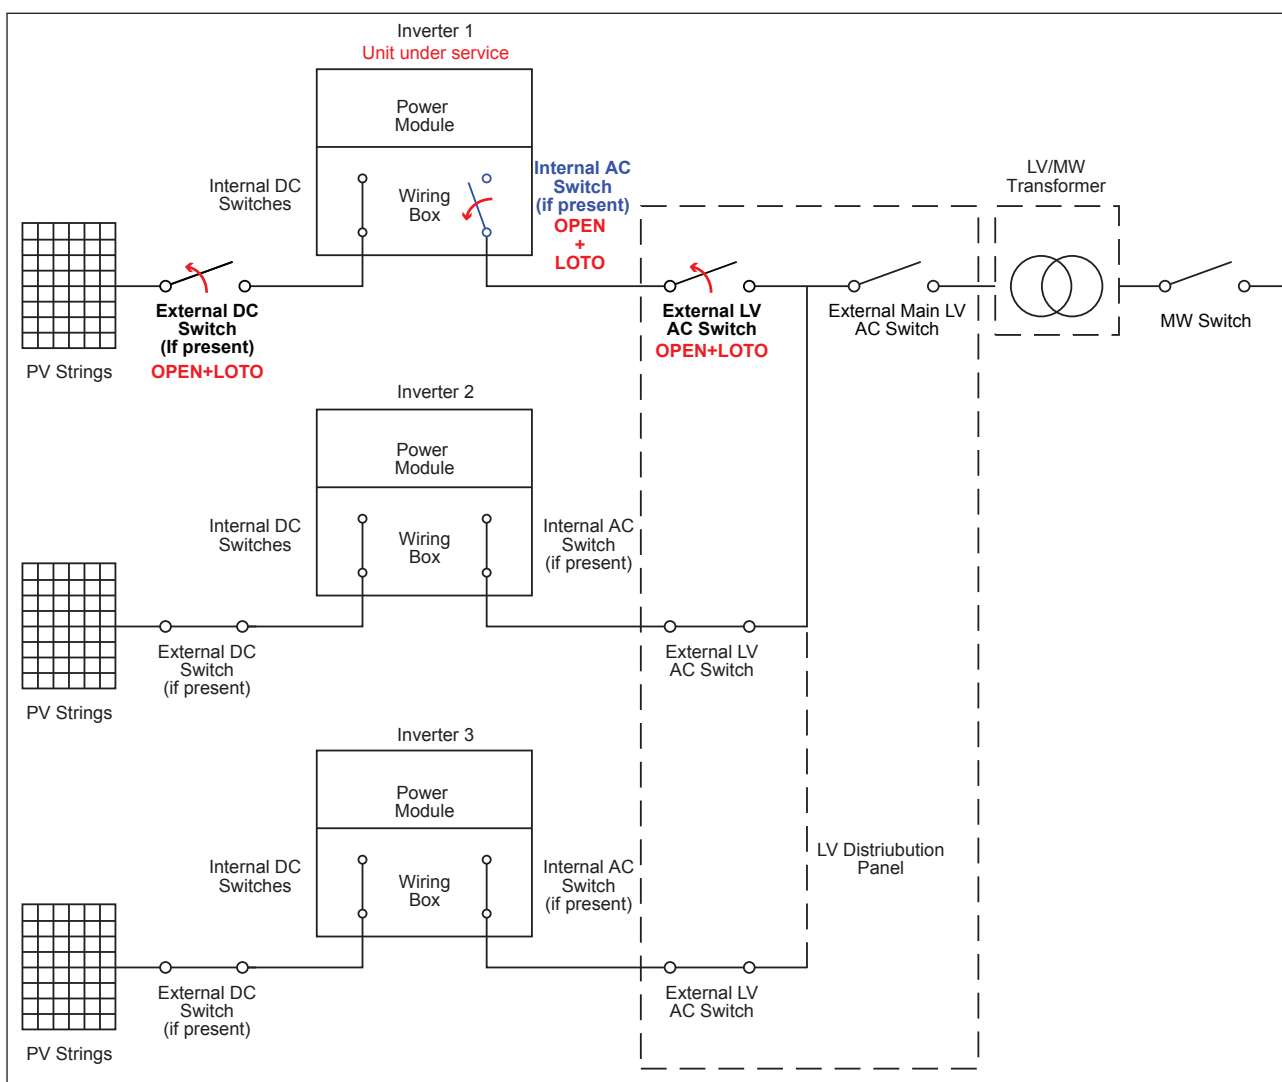 Inverter 1
Unit under service
Power
Module
Internal DC
Switches
Wiring
Box
Internal AC
Switch
(if present)
OPEN
+
LOTO
LV/MW
Transformer
External DC
Switch
(If present)
OPEN+LOTO
PV Strings
External LV
AC Switch
OPEN+LOTO
External Main LV
AC Switch
MW Switch
Inverter 2
Power
Module
Internal DC
Switches
Wiring
Box
Internal AC
Switch
(if present)
External DC
Switch
(if present)
External LV
AC Switch
PV Strings
Inverter 3
Power
Module
Internal DC
Switches
Wiring
Box
Internal AC
Switch
(if present)
LV Distriubution
Panel
External DC
Switch
(if present)
External LV
AC Switch
PV Strings